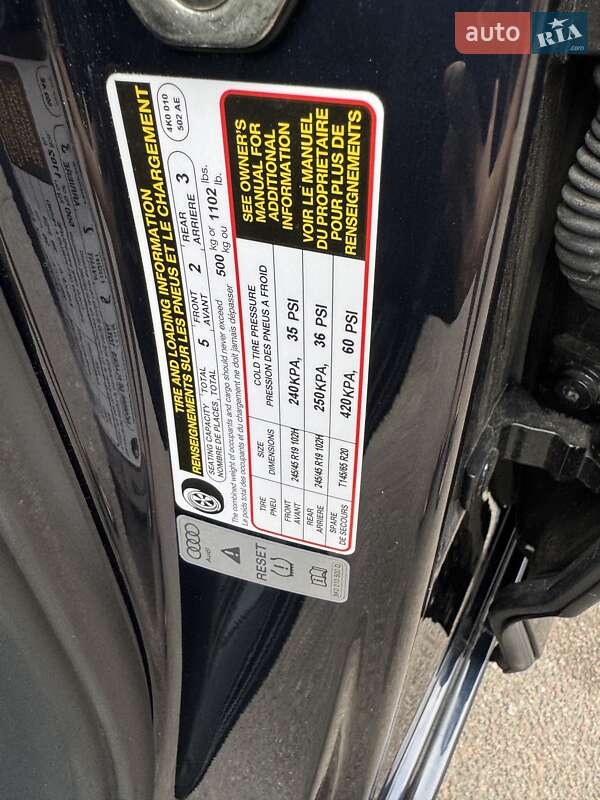 auto RIA .com
TIRE AND LOADING INFORMATION
RENSEIGNEMENTS SUR LES PNEUS ET LE CHARGEMENT
4K0 010
502 AE
SEATING CAPACITY TOTAL 5 FRONT 2 REAR 3
NOMBRE DE PLACES TOTAL AVANT ARRIERE
The combined weight of occupants and cargo should never exceed 500 kg or 1102 lbs.
Le poids total des occupants et du chargement ne doit jamais dépasser kg ou lb.
TIRE SIZE COLD TIRE PRESSURE
PNEU DIMENSIONS PRESSION DES PNEUS A FROID
SEE OWNER'S
MANUAL FOR
ADDITIONAL
INFORMATION
VOIR LE MANUEL
DU PROPRIETAIRE
POUR PLUS DE
RENSEIGNEMENTS
FRONT
AVANT 245/45 R19 102H 240KPA, 35 PSI
REAR
ARRIERE 245/45 R19 102H 250KPA, 36 PSI
SPARE
DE SECOURS T145/65 R20 420KPA, 60 PSI
Audi
RESET